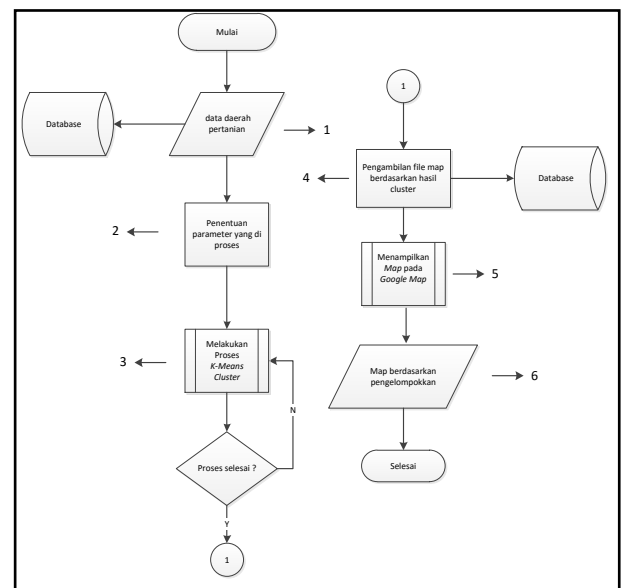 Mulai
Database
data daerah
pertanian
1
Penentuan
parameter yang di
proses
2
Melakukan
Proses
K-Means
Cluster
3
N
Proses selesai ?
Y
1
1
Pengambilan file map
berdasarkan hasil
cluster
4
Database
Menampilkan
Map pada
Google Map
5
Map berdasarkan
pengelompokkan
6
Selesai